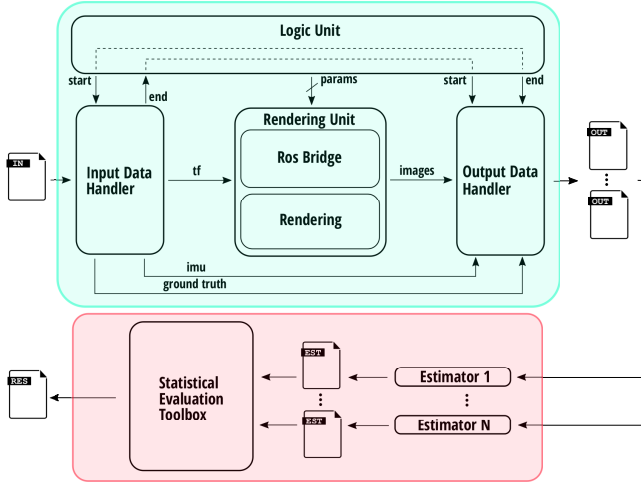 Logic Unit
start
end
params
start
end
IN
Input Data
Handler
tf
Rendering Unit
Ros Bridge
Rendering
images
Output Data
Handler
OUT
OUT
imu
ground truth
RES
Statistical
Evaluation
Toolbox
EST
EST
Estimator 1
Estimator N